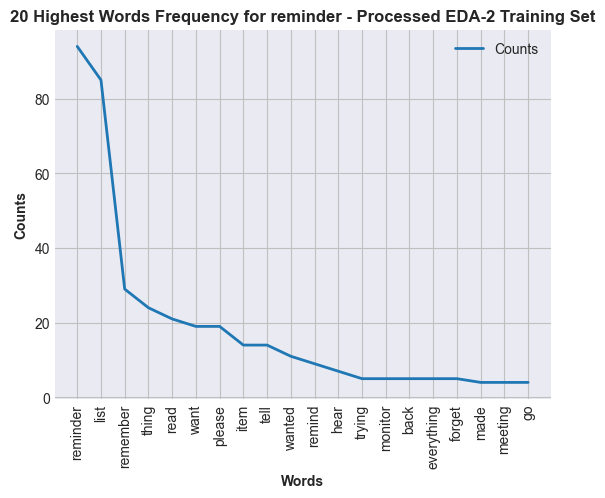 20 Highest Words Frequency for reminder - Processed EDA-2 Training Set
Counts
Counts
80
60
40
20
0
reminder
list
remember
thing
read
want
please
item
tell
wanted
remind
hear
trying
monitor
back
everything
forget
made
meeting
go
Words